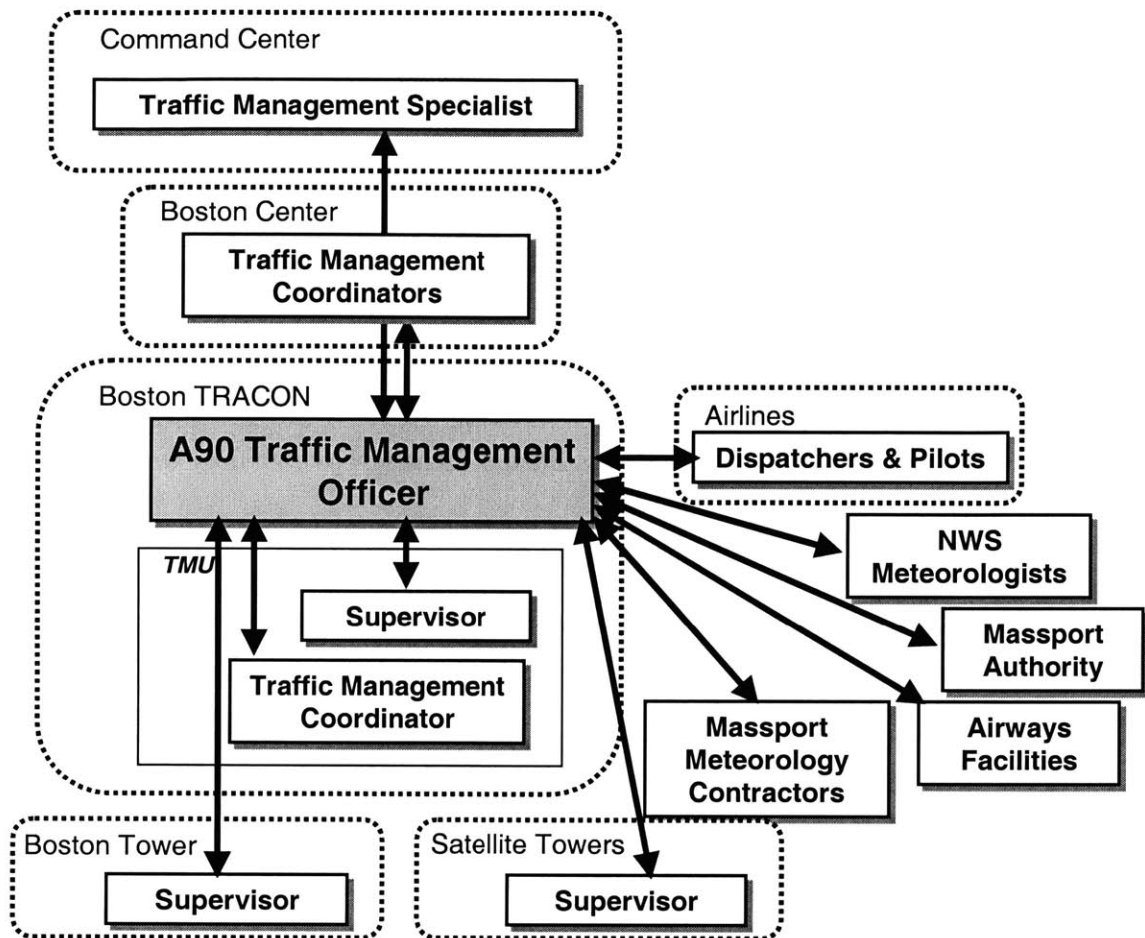 Command Center
Traffic Management Specialist
Boston Center
Traffic Management
Coordinators
Boston TRACON
A90 Traffic Management
Officer
Airlines
Dispatchers & Pilots
NWS
Meteorologists
TMU
Supervisor
Massport
Authority
Traffic Management
Coordinator
Massport
Meteorology
Contractors
Airways
Facilities
Boston Tower
Supervisor
Satellite Towers
Supervisor